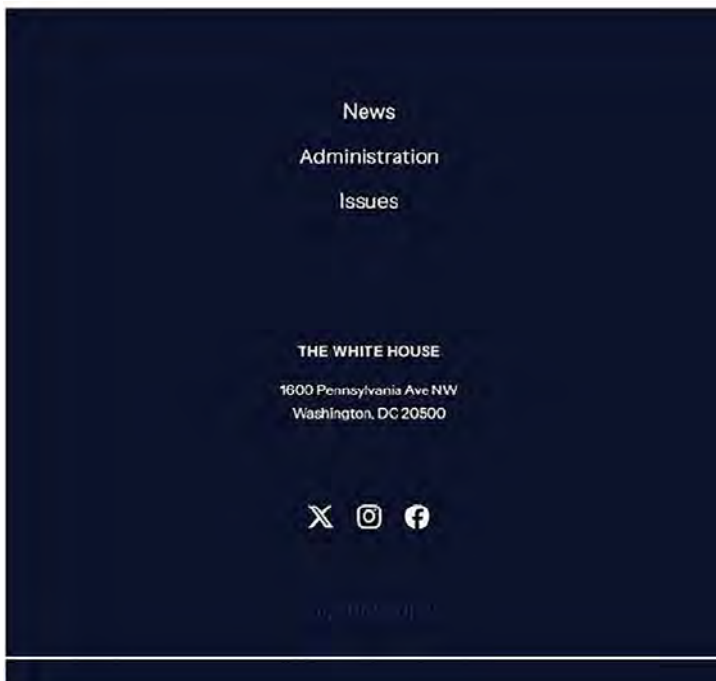 News
Administration
Issues
THE WHITE HOUSE
1600 Pennsylvania Ave NW
Washington, DC 20500